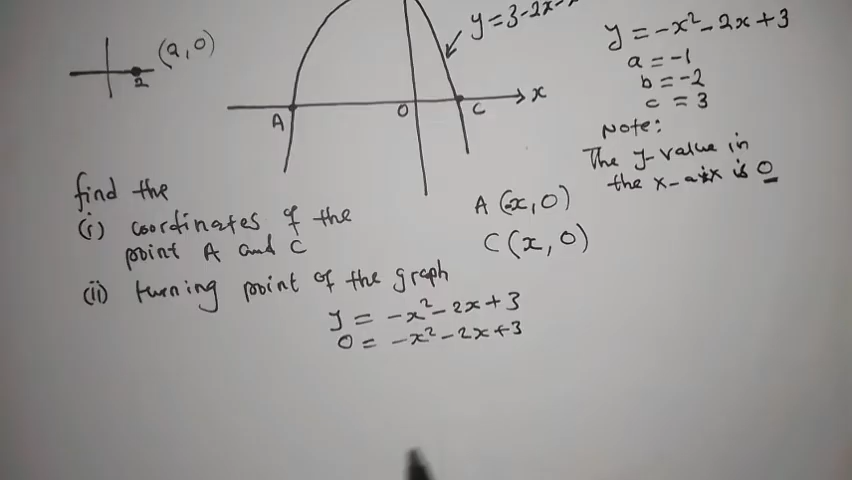 (2,0)
2
y = 3-2x-x
A
O
C
x
y = -x² - 2x + 3
a = -1
b = -2
c = 3
Note:
The y-value in
the x-axix is 0
find the
(i) coordinates of the
point A and C
A (x, 0)
C (x, 0)
(ii) turning point of the graph
y = -x² - 2x + 3
0 = -x² - 2x + 3